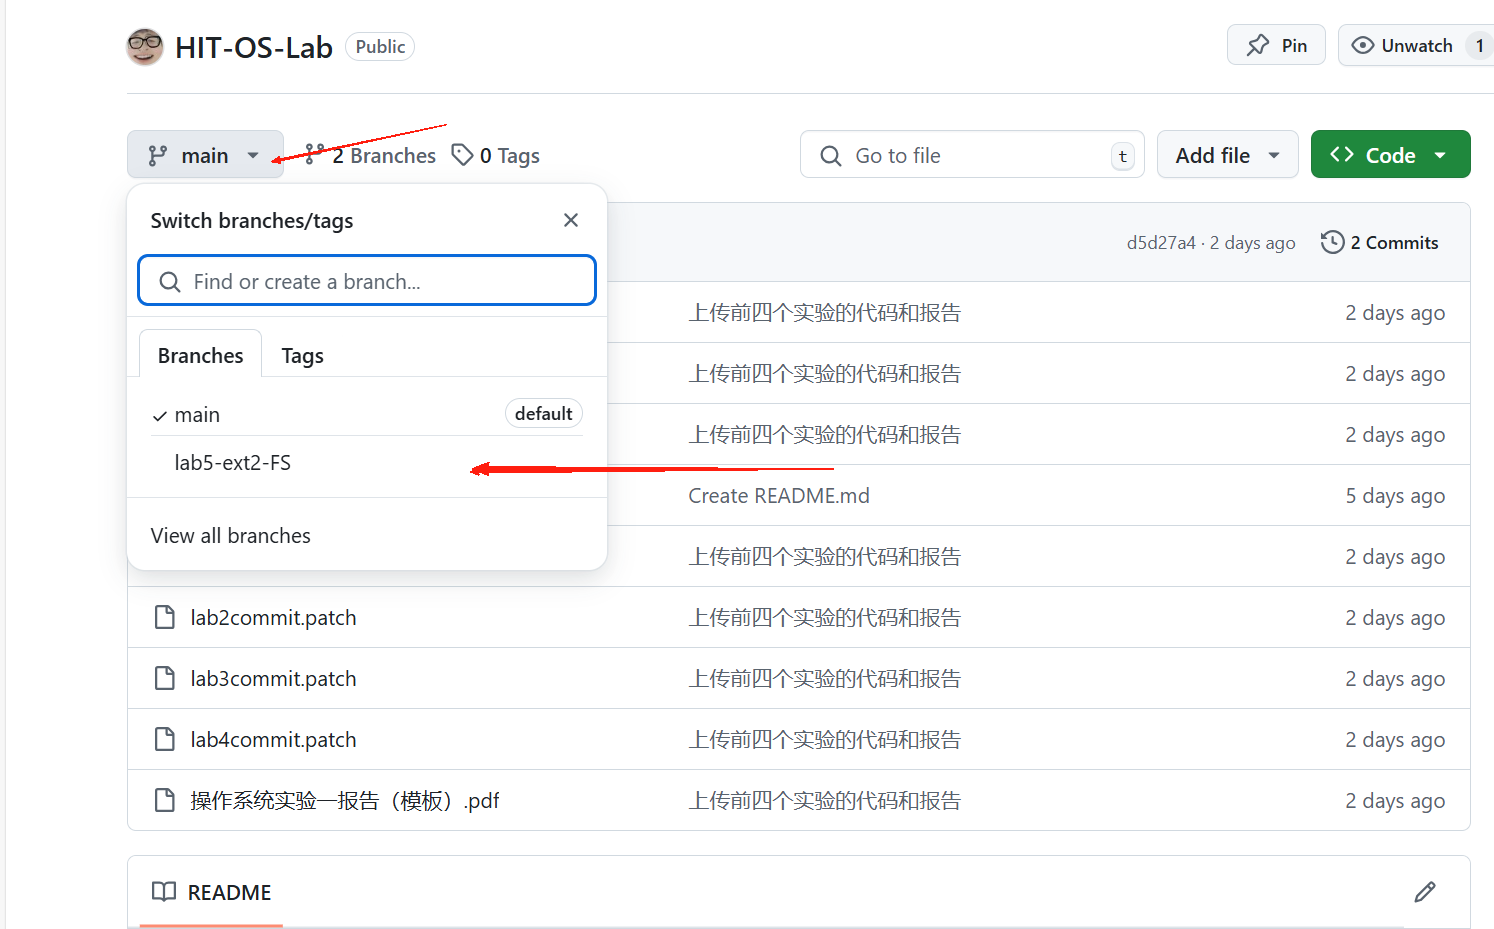 HIT-OS-Lab Public
Pin
Unwatch 1
main
2 Branches
0 Tags
Go to file t
Add file
Code
Switch branches/tags
Find or create a branch...
Branches Tags
main default
lab5-ext2-FS
View all branches
d5d27a4 · 2 days ago
2 Commits
上传前四个实验的代码和报告 2 days ago
上传前四个实验的代码和报告 2 days ago
上传前四个实验的代码和报告 2 days ago
Create README.md 5 days ago
上传前四个实验的代码和报告 2 days ago
lab2commit.patch 上传前四个实验的代码和报告 2 days ago
lab3commit.patch 上传前四个实验的代码和报告 2 days ago
lab4commit.patch 上传前四个实验的代码和报告 2 days ago
操作系统实验一报告（模板）.pdf 上传前四个实验的代码和报告 2 days ago
README